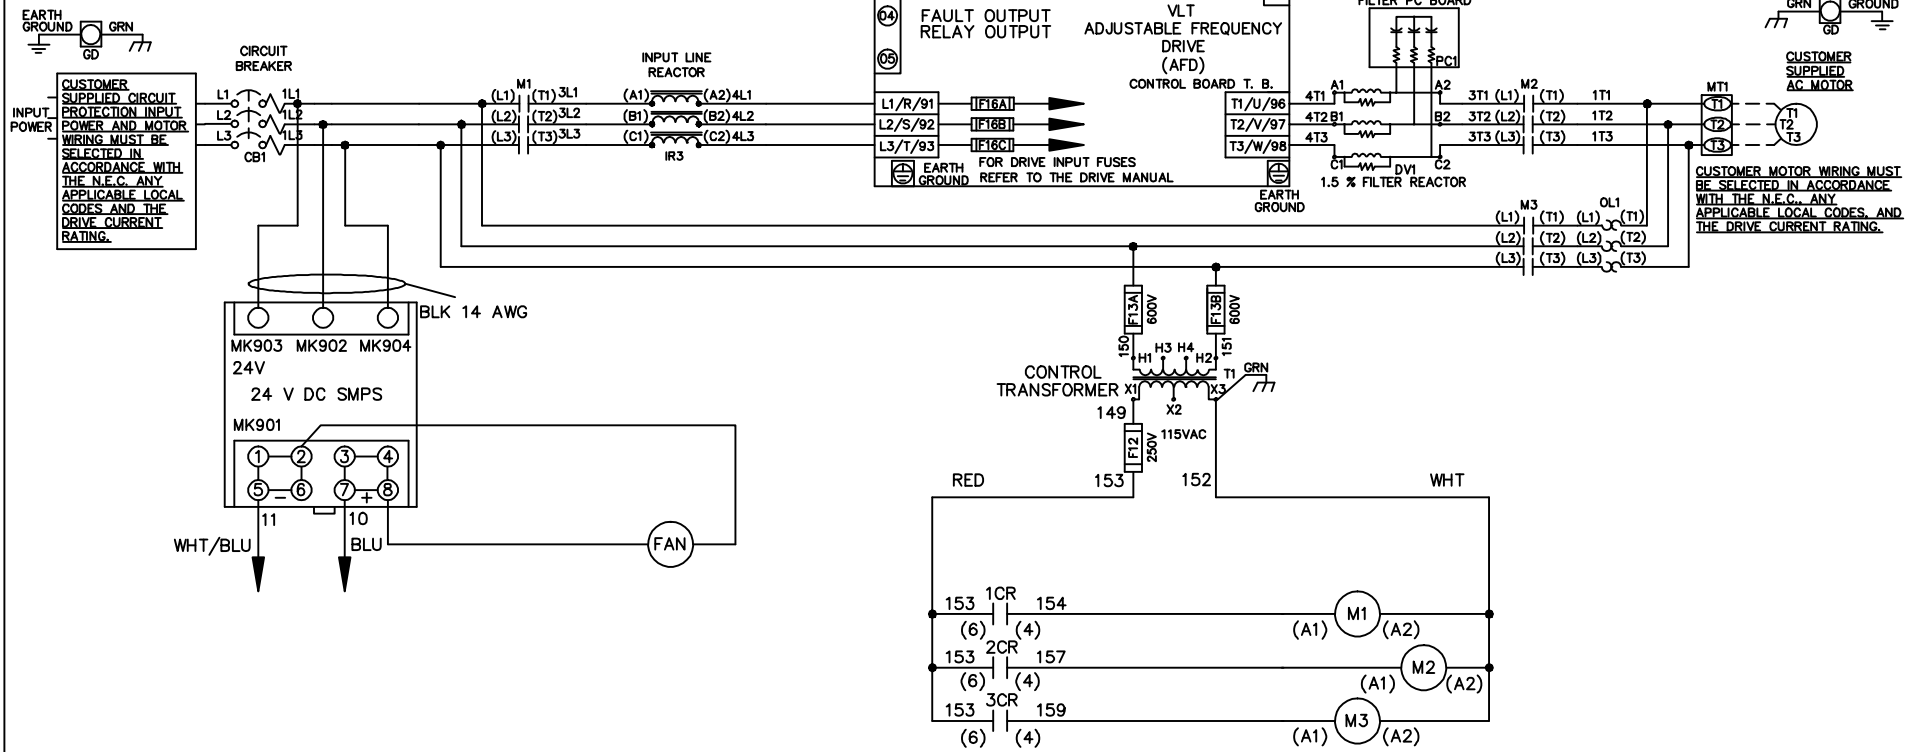 EARTH
GROUND
GRN
GD
CIRCUIT
BREAKER
CUSTOMER
SUPPLIED CIRCUIT
PROTECTION INPUT
POWER AND MOTOR
WIRING MUST BE
SELECTED IN
ACCORDANCE WITH
THE N.E.C. ANY
APPLICABLE LOCAL
CODES AND THE
DRIVE CURRENT
RATING.
INPUT
POWER
L1 1L1
L2 1L2
L3 1L3
CB1
M1
(L1) (T1) 3L1
(L2) (T2) 3L2
(L3) (T3) 3L3
INPUT LINE
REACTOR
(A1) (A2) 4L1
(B1) (B2) 4L2
(C1) (C2) 4L3
IR3
04
05
FAULT OUTPUT
RELAY OUTPUT
VLT
ADJUSTABLE FREQUENCY
DRIVE
(AFD)
CONTROL BOARD T. B.
L1/R/91 F16A T1/U/96
L2/S/92 F16B T2/V/97
L3/T/93 F16C T3/W/98
EARTH
GROUND
FOR DRIVE INPUT FUSES
REFER TO THE DRIVE MANUAL
EARTH
GROUND
FILTER PC BOARD
PC1
4T1 A1 A2
4T2 B1 B2
4T3 C1 C2
DV1
1.5 % FILTER REACTOR
M2
3T1 (L1) (T1) 1T1
3T2 (L2) (T2) 1T2
3T3 (L3) (T3) 1T3
MT1
T1
T2
T3
T1
T2
T3
GRN
GROUND
GD
CUSTOMER
SUPPLIED
AC MOTOR
CUSTOMER MOTOR WIRING MUST
BE SELECTED IN ACCORDANCE
WITH THE N.E.C., ANY
APPLICABLE LOCAL CODES, AND
THE DRIVE CURRENT RATING.
M3 OL1
(L1) (T1) (L1) (T1)
(L2) (T2) (L2) (T2)
(L3) (T3) (L3) (T3)
BLK 14 AWG
MK903 MK902 MK904
24V
24 V DC SMPS
MK901
1 2 3 4
5 - 6 7 + 8
11 10
WHT/BLU BLU
FAN
F13A 600V
F13B 600V
150 151
H1 H3 H4 H2
T1
GRN
CONTROL
TRANSFORMER
X1 X3
X2
149
F12 250V
115VAC
153 152
RED WHT
1CR
153 154
(6) (4)
M1
(A1) (A2)
2CR
153 157
(6) (4)
M2
(A1) (A2)
3CR
153 159
(6) (4)
M3
(A1) (A2)